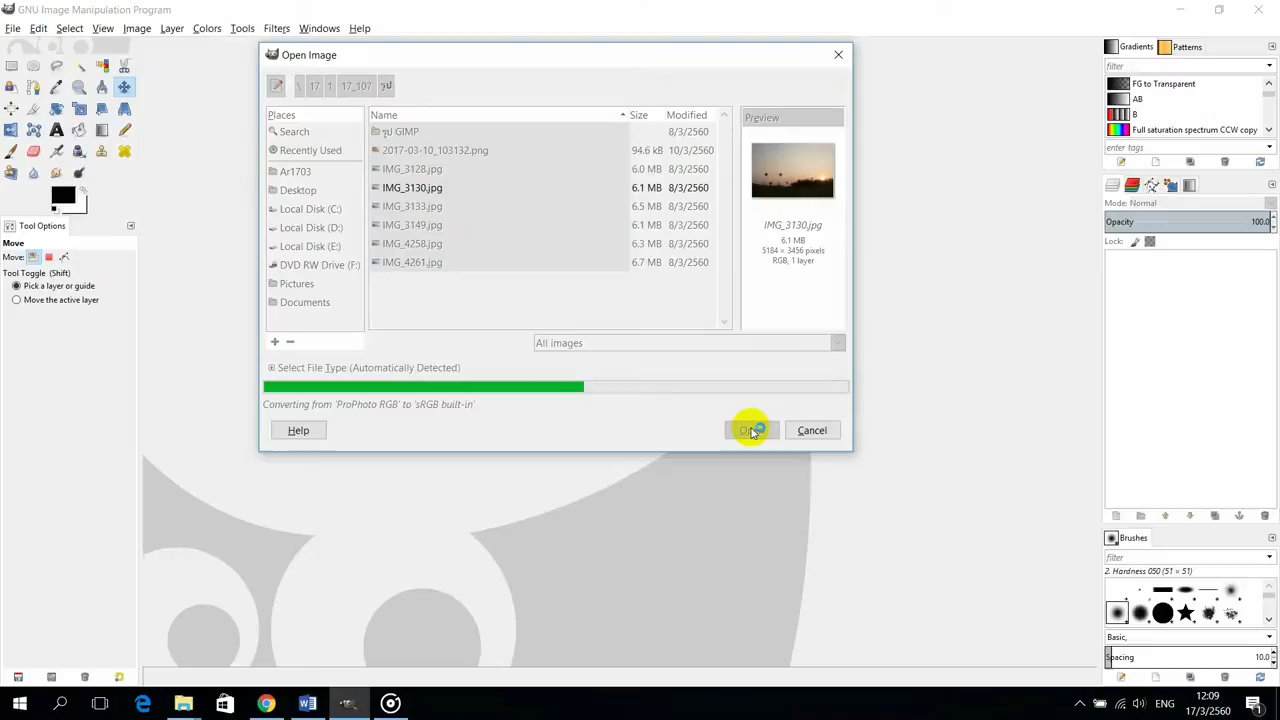 GNU Image Manipulation Program
File Edit Select View Image Layer Colors Tools Filters Windows Help
Tool Options
Move
Move:
Tool Toggle (Shift)
Pick a layer or guide
Move the active layer
Open Image
\ 17 1 17_107 รูป
Places
Search
Recently Used
Ar1703
Desktop
Local Disk (C:)
Local Disk (D:)
Local Disk (E:)
DVD RW Drive (F:)
Pictures
Documents
Name Size Modified
รูป GIMP 8/3/2560
2017-03-10_103132.png 94.6 kB 10/3/2560
IMG_3128.jpg 6.0 MB 8/3/2560
IMG_3130.jpg 6.1 MB 8/3/2560
IMG_3133.jpg 6.5 MB 8/3/2560
IMG_3149.jpg 6.1 MB 8/3/2560
IMG_4258.jpg 6.3 MB 8/3/2560
IMG_4261.jpg 6.7 MB 8/3/2560
Preview
IMG_3130.jpg
6.1 MB
5184 × 3456 pixels
RGB, 1 layer
All images
Select File Type (Automatically Detected)
Converting from 'ProPhoto RGB' to 'sRGB built-in'
Help
Cancel
Gradients Patterns
filter
FG to Transparent
AB
B
Full saturation spectrum CCW copy
enter tags
Mode: Normal
Opacity 100.0
Lock:
Brushes
filter
2. Hardness 050 (51 × 51)
Basic,
Spacing 10.0
ENG
12:09
17/3/2560
1